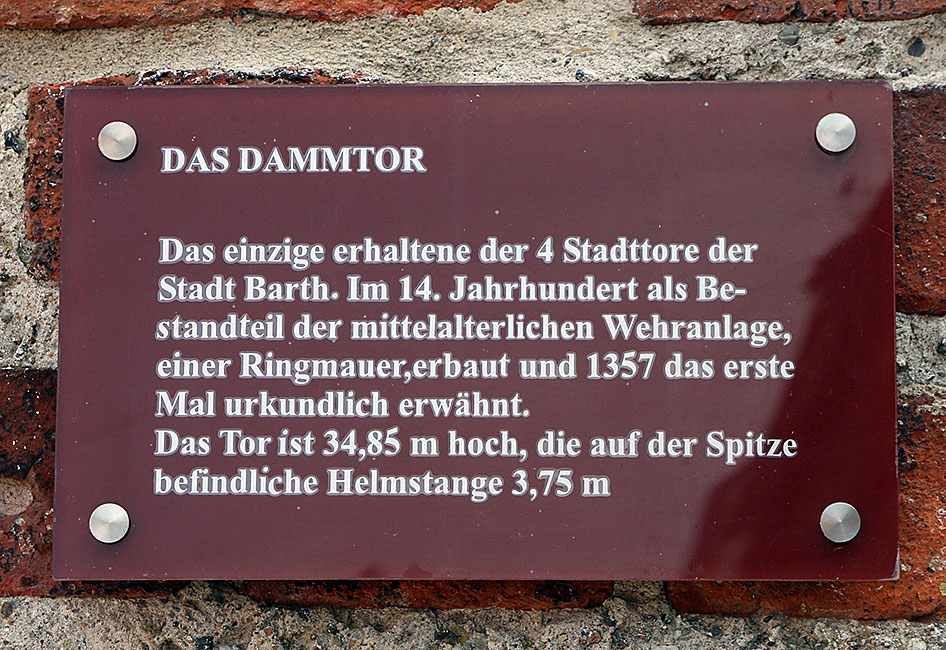 DAS DAMMTOR
Das einzige erhaltene der 4 Stadttore der
Stadt Barth. Im 14. Jahrhundert als Be-
standteil der mittelalterlichen Wehranlage,
einer Ringmauer,erbaut und 1357 das erste
Mal urkundlich erwähnt.
Das Tor ist 34,85 m hoch, die auf der Spitze
befindliche Helmstange 3,75 m